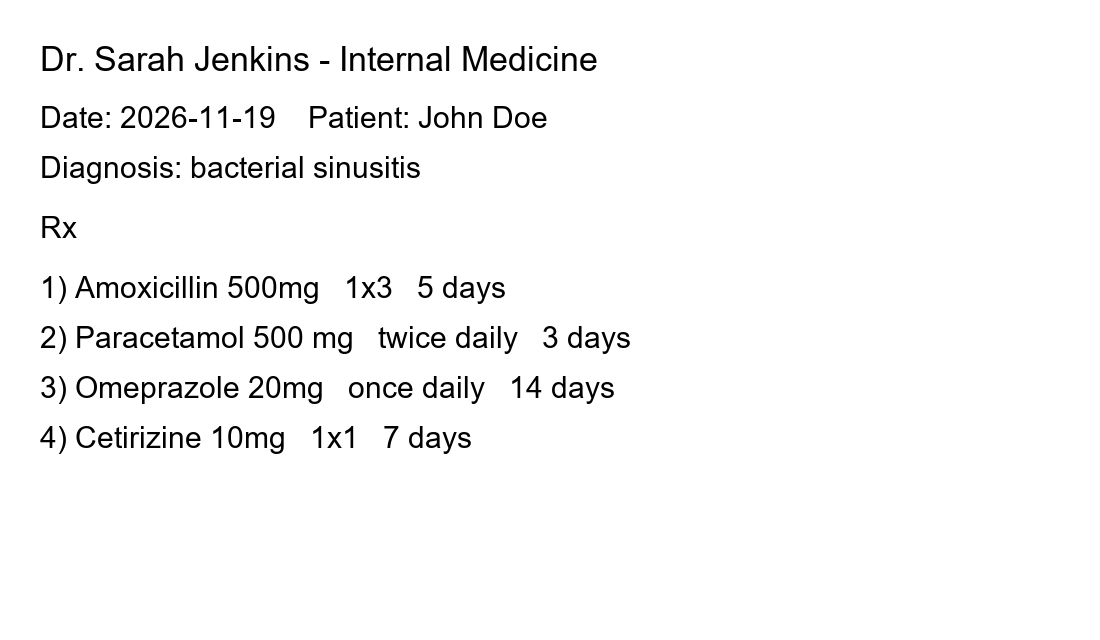 Dr. Sarah Jenkins - Internal Medicine
Date: 2026-11-19    Patient: John Doe
Diagnosis: bacterial sinusitis
Rx
1) Amoxicillin 500mg   1x3   5 days
2) Paracetamol 500 mg   twice daily   3 days
3) Omeprazole 20mg   once daily   14 days
4) Cetirizine 10mg   1x1   7 days